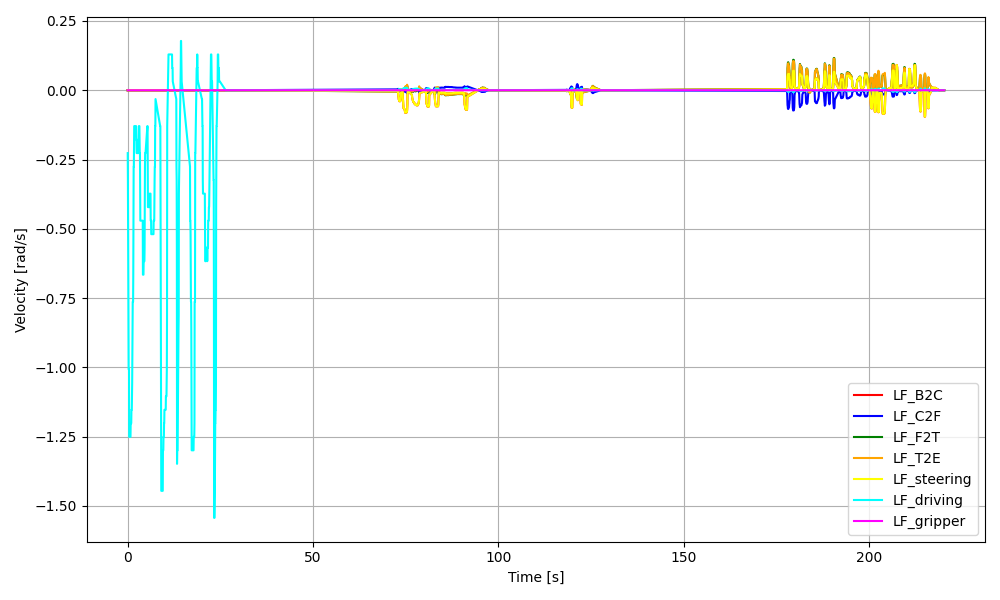 0.25
0.00
−0.25
−0.50
−0.75
−1.00
−1.25
−1.50
Velocity [rad/s]
0
50
100
150
200
Time [s]
LF_B2C
LF_C2F
LF_F2T
LF_T2E
LF_steering
LF_driving
LF_gripper